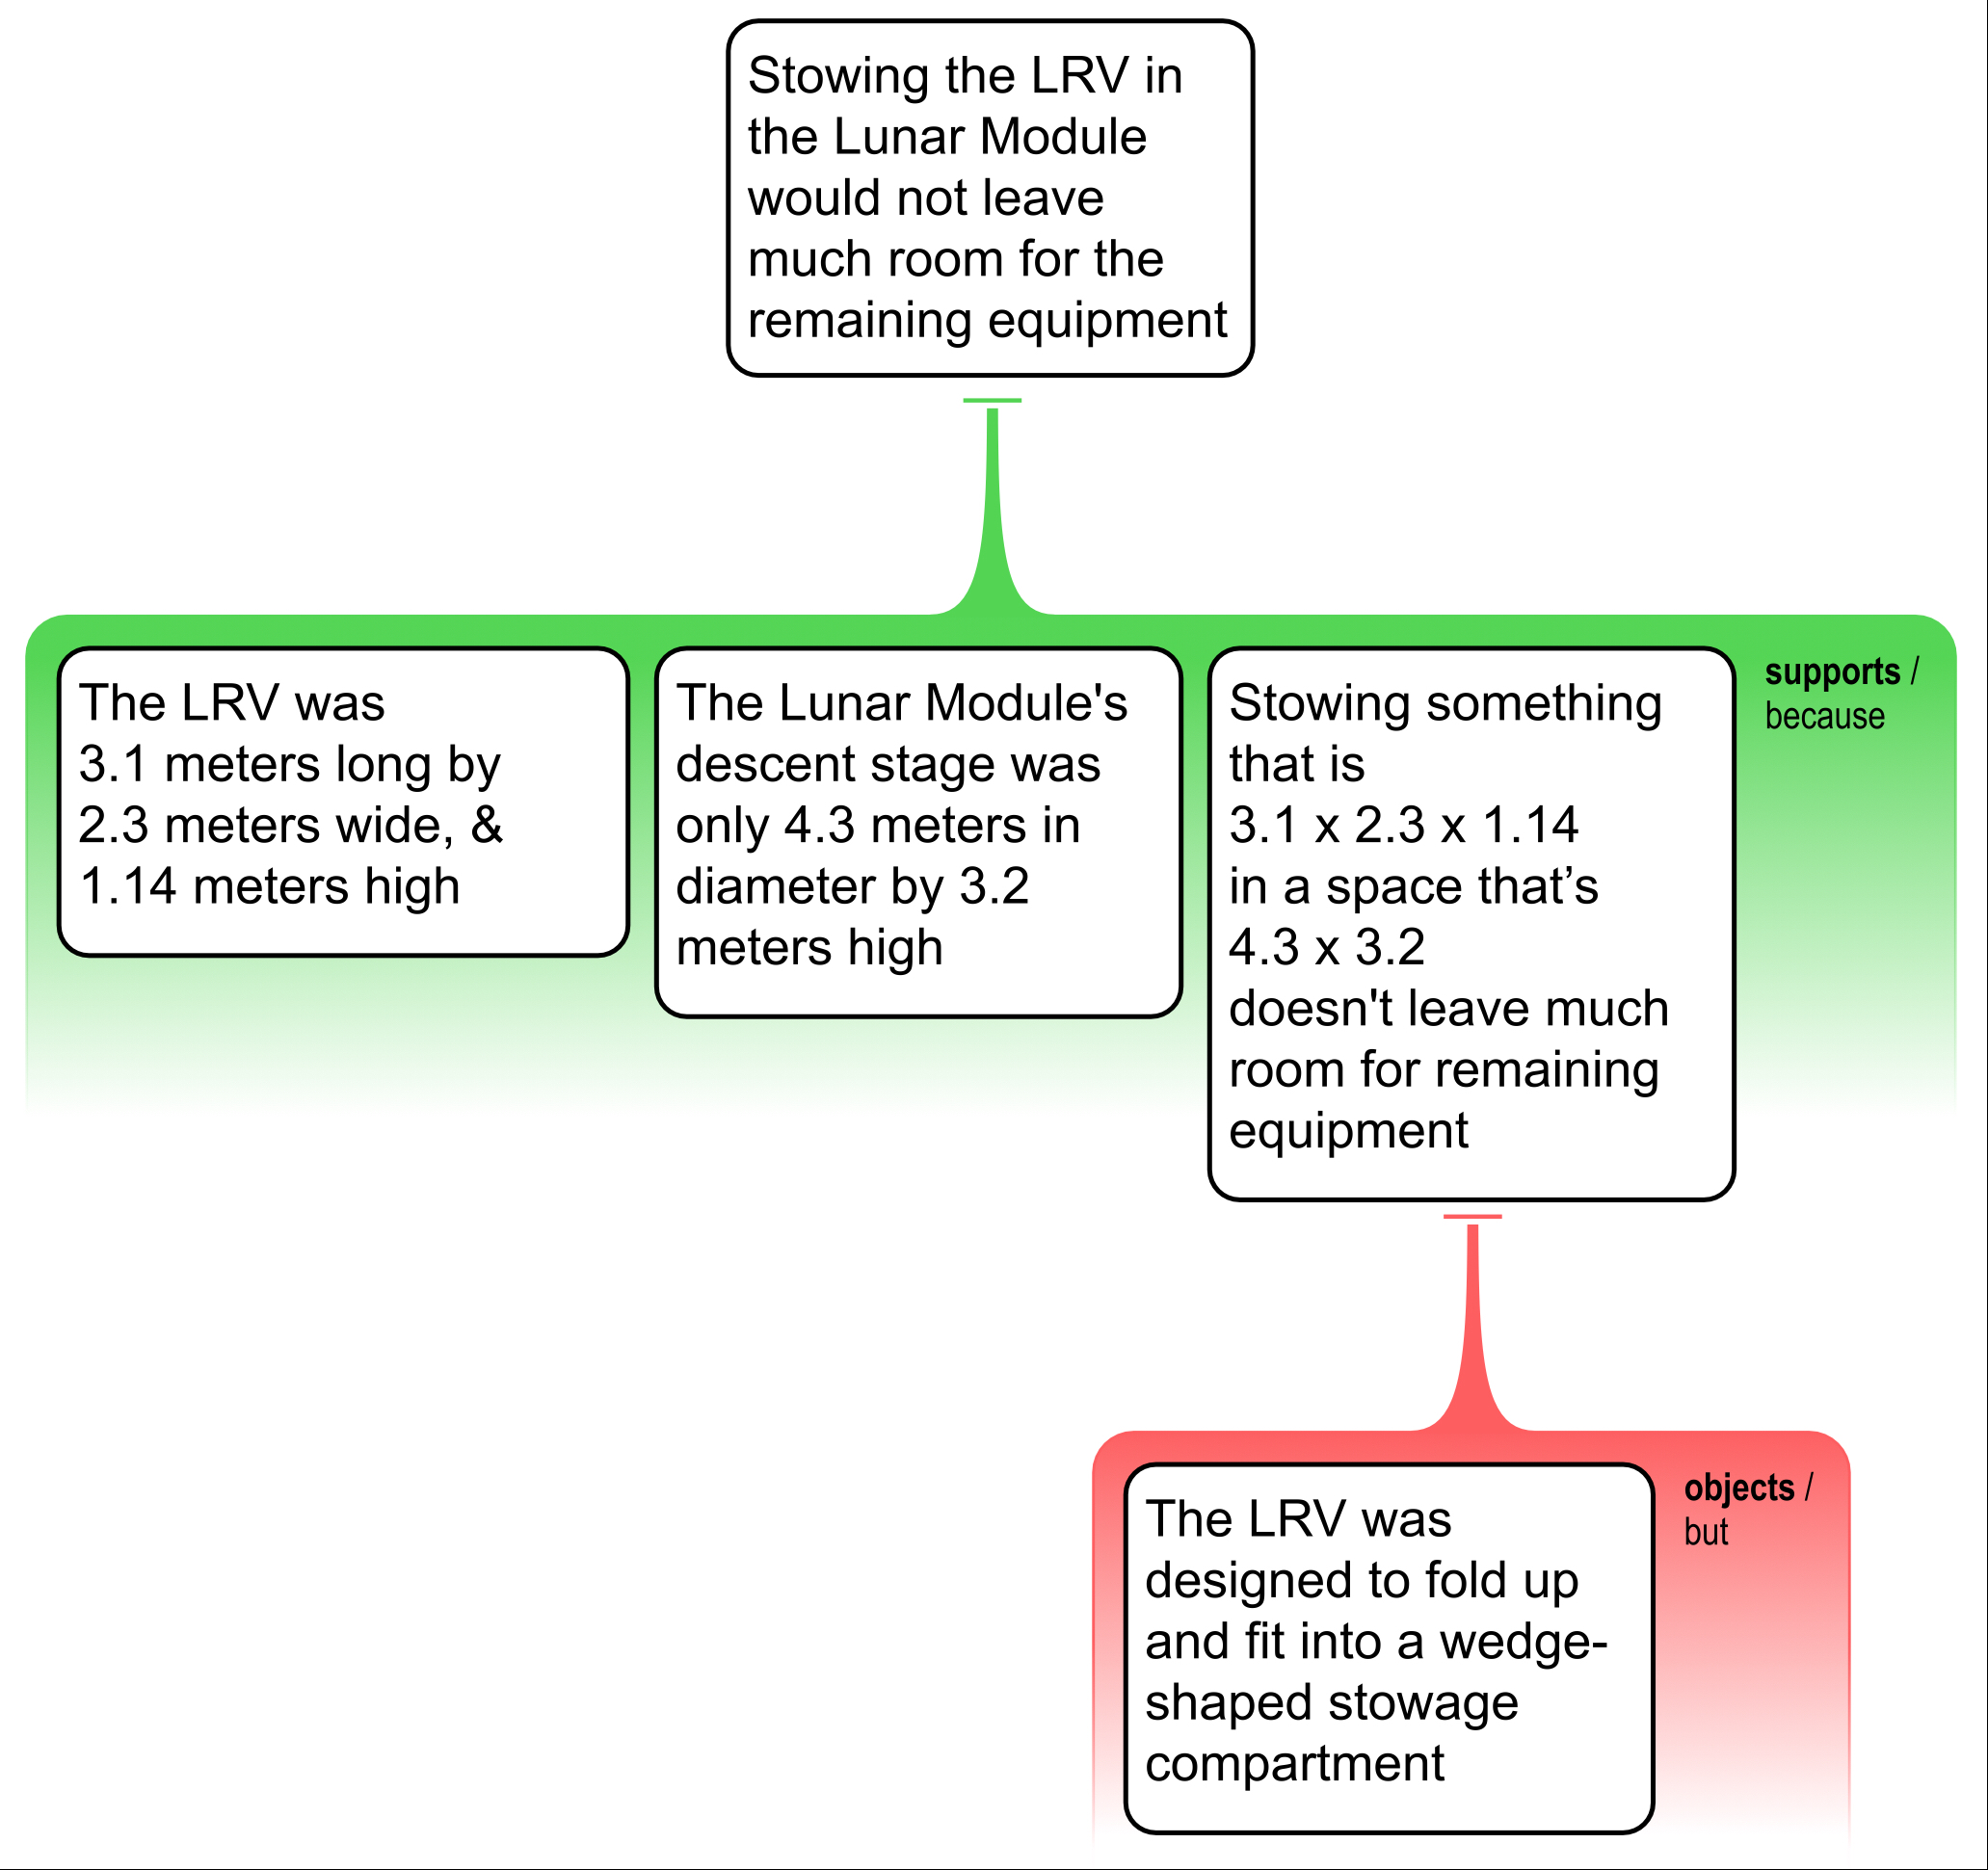 Stowing the LRV in
the Lunar Module
would not leave
much room for the
remaining equipment
The LRV was
3.1 meters long by
2.3 meters wide, &
1.14 meters high
The Lunar Module's
descent stage was
only 4.3 meters in
diameter by 3.2
meters high
Stowing something
that is
3.1 x 2.3 x 1.14
in a space that’s
4.3 x 3.2
doesn't leave much
room for remaining
equipment
supports /
because
The LRV was
designed to fold up
and fit into a wedge-
shaped stowage
compartment
objects /
but